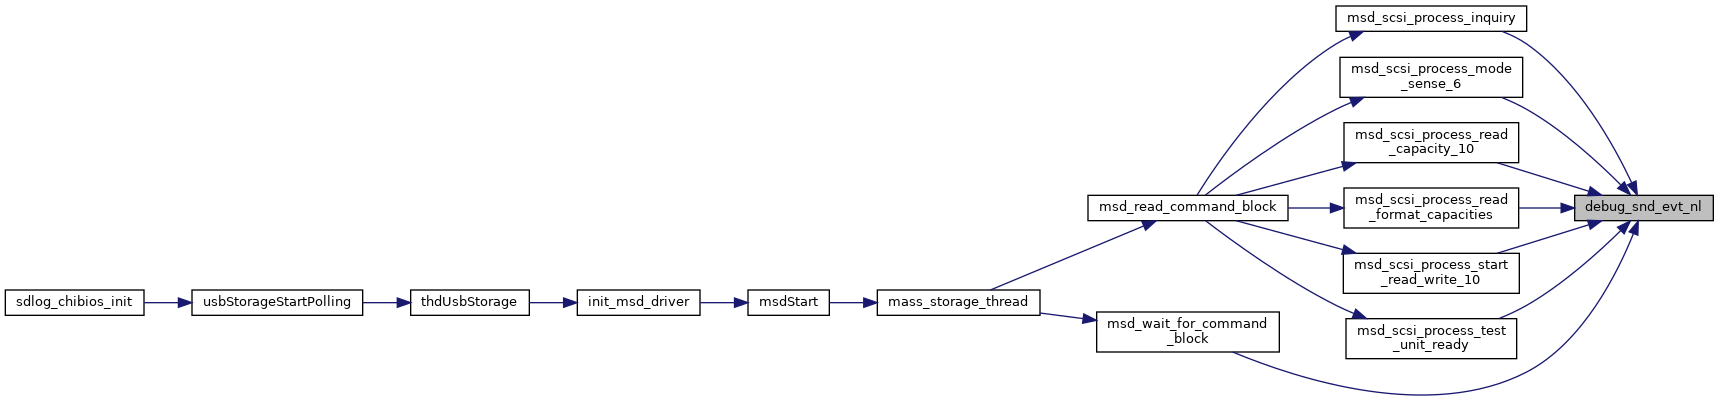 msd_scsi_process_inquiry
msd_scsi_process_mode
_sense_6
msd_scsi_process_read
_capacity_10
msd_read_command_block
msd_scsi_process_read
_format_capacities
debug_snd_evt_nl
msd_scsi_process_start
_read_write_10
sdlog_chibios_init
usbStorageStartPolling
thdUsbStorage
init_msd_driver
msdStart
mass_storage_thread
msd_wait_for_command
_block
msd_scsi_process_test
_unit_ready